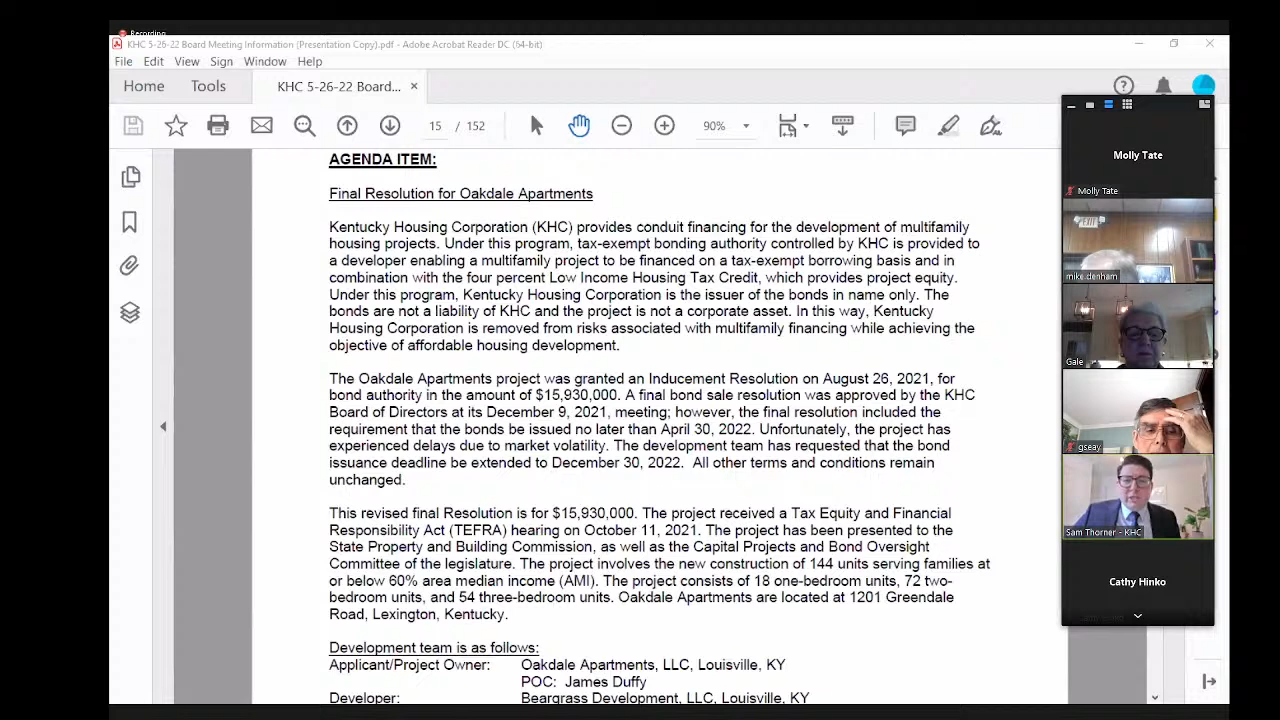 Recording
KHC 5-26-22 Board Meeting Information (Presentation Copy).pdf - Adobe Acrobat Reader DC (64-bit)
File Edit View Sign Window Help
Home Tools KHC 5-26-22 Board... ×
15 / 152 90%
AGENDA ITEM:
Final Resolution for Oakdale Apartments
Kentucky Housing Corporation (KHC) provides conduit financing for the development of multifamily
housing projects. Under this program, tax-exempt bonding authority controlled by KHC is provided to
a developer enabling a multifamily project to be financed on a tax-exempt borrowing basis and in
combination with the four percent Low Income Housing Tax Credit, which provides project equity.
Under this program, Kentucky Housing Corporation is the issuer of the bonds in name only. The
bonds are not a liability of KHC and the project is not a corporate asset. In this way, Kentucky
Housing Corporation is removed from risks associated with multifamily financing while achieving the
objective of affordable housing development.
The Oakdale Apartments project was granted an Inducement Resolution on August 26, 2021, for
bond authority in the amount of $15,930,000. A final bond sale resolution was approved by the KHC
Board of Directors at its December 9, 2021, meeting; however, the final resolution included the
requirement that the bonds be issued no later than April 30, 2022. Unfortunately, the project has
experienced delays due to market volatility. The development team has requested that the bond
issuance deadline be extended to December 30, 2022. All other terms and conditions remain
unchanged.
This revised final Resolution is for $15,930,000. The project received a Tax Equity and Financial
Responsibility Act (TEFRA) hearing on October 11, 2021. The project has been presented to the
State Property and Building Commission, as well as the Capital Projects and Bond Oversight
Committee of the legislature. The project involves the new construction of 144 units serving families at
or below 60% area median income (AMI). The project consists of 18 one-bedroom units, 72 two-
bedroom units, and 54 three-bedroom units. Oakdale Apartments are located at 1201 Greendale
Road, Lexington, Kentucky.
Development team is as follows:
Applicant/Project Owner: Oakdale Apartments, LLC, Louisville, KY
POC: James Duffy
Developer: Beargrass Development, LLC, Louisville, KY
Molly Tate
Molly Tate
EXIT
mike.denham
Gale
gseay
Sam Thorner - KHC
Cathy Hinko